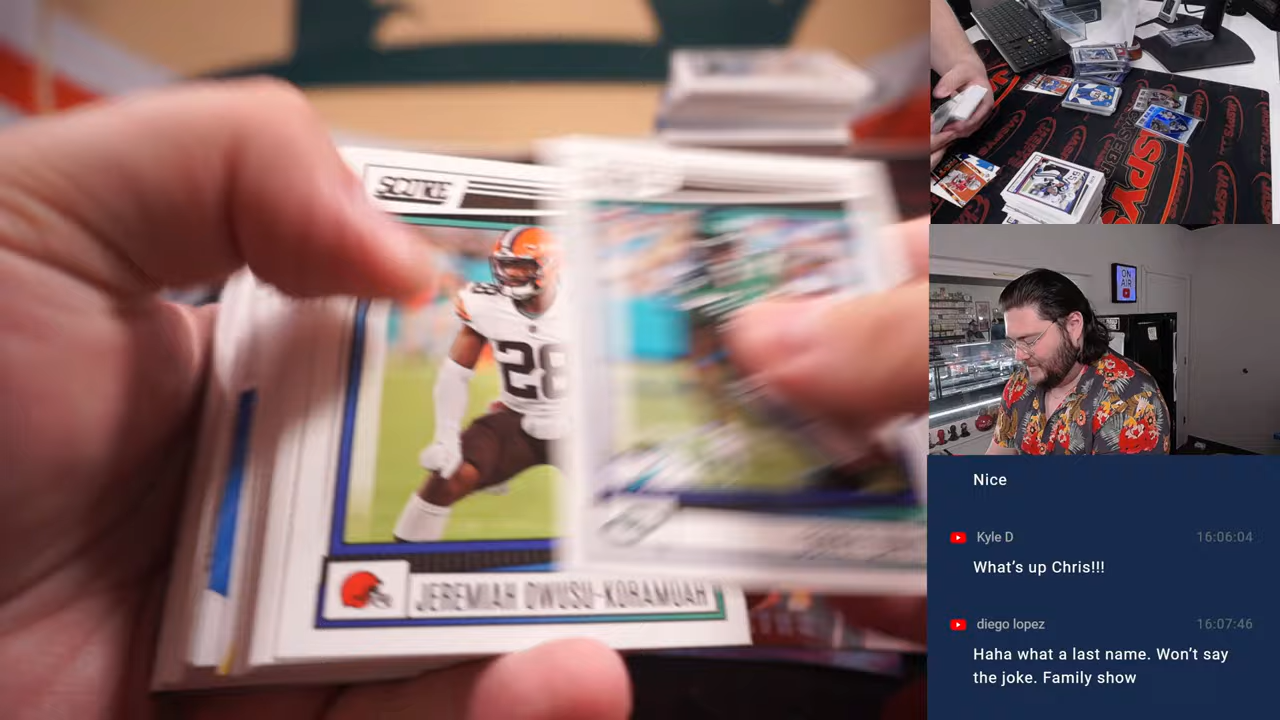 SCORE
28
JEREMIAH OWUSU-KORAMOAH
JASPYS
ON
AIR
Nice
Kyle D 16:06:04
What's up Chris!!!
diego lopez 16:07:46
Haha what a last name. Won't say
the joke. Family show